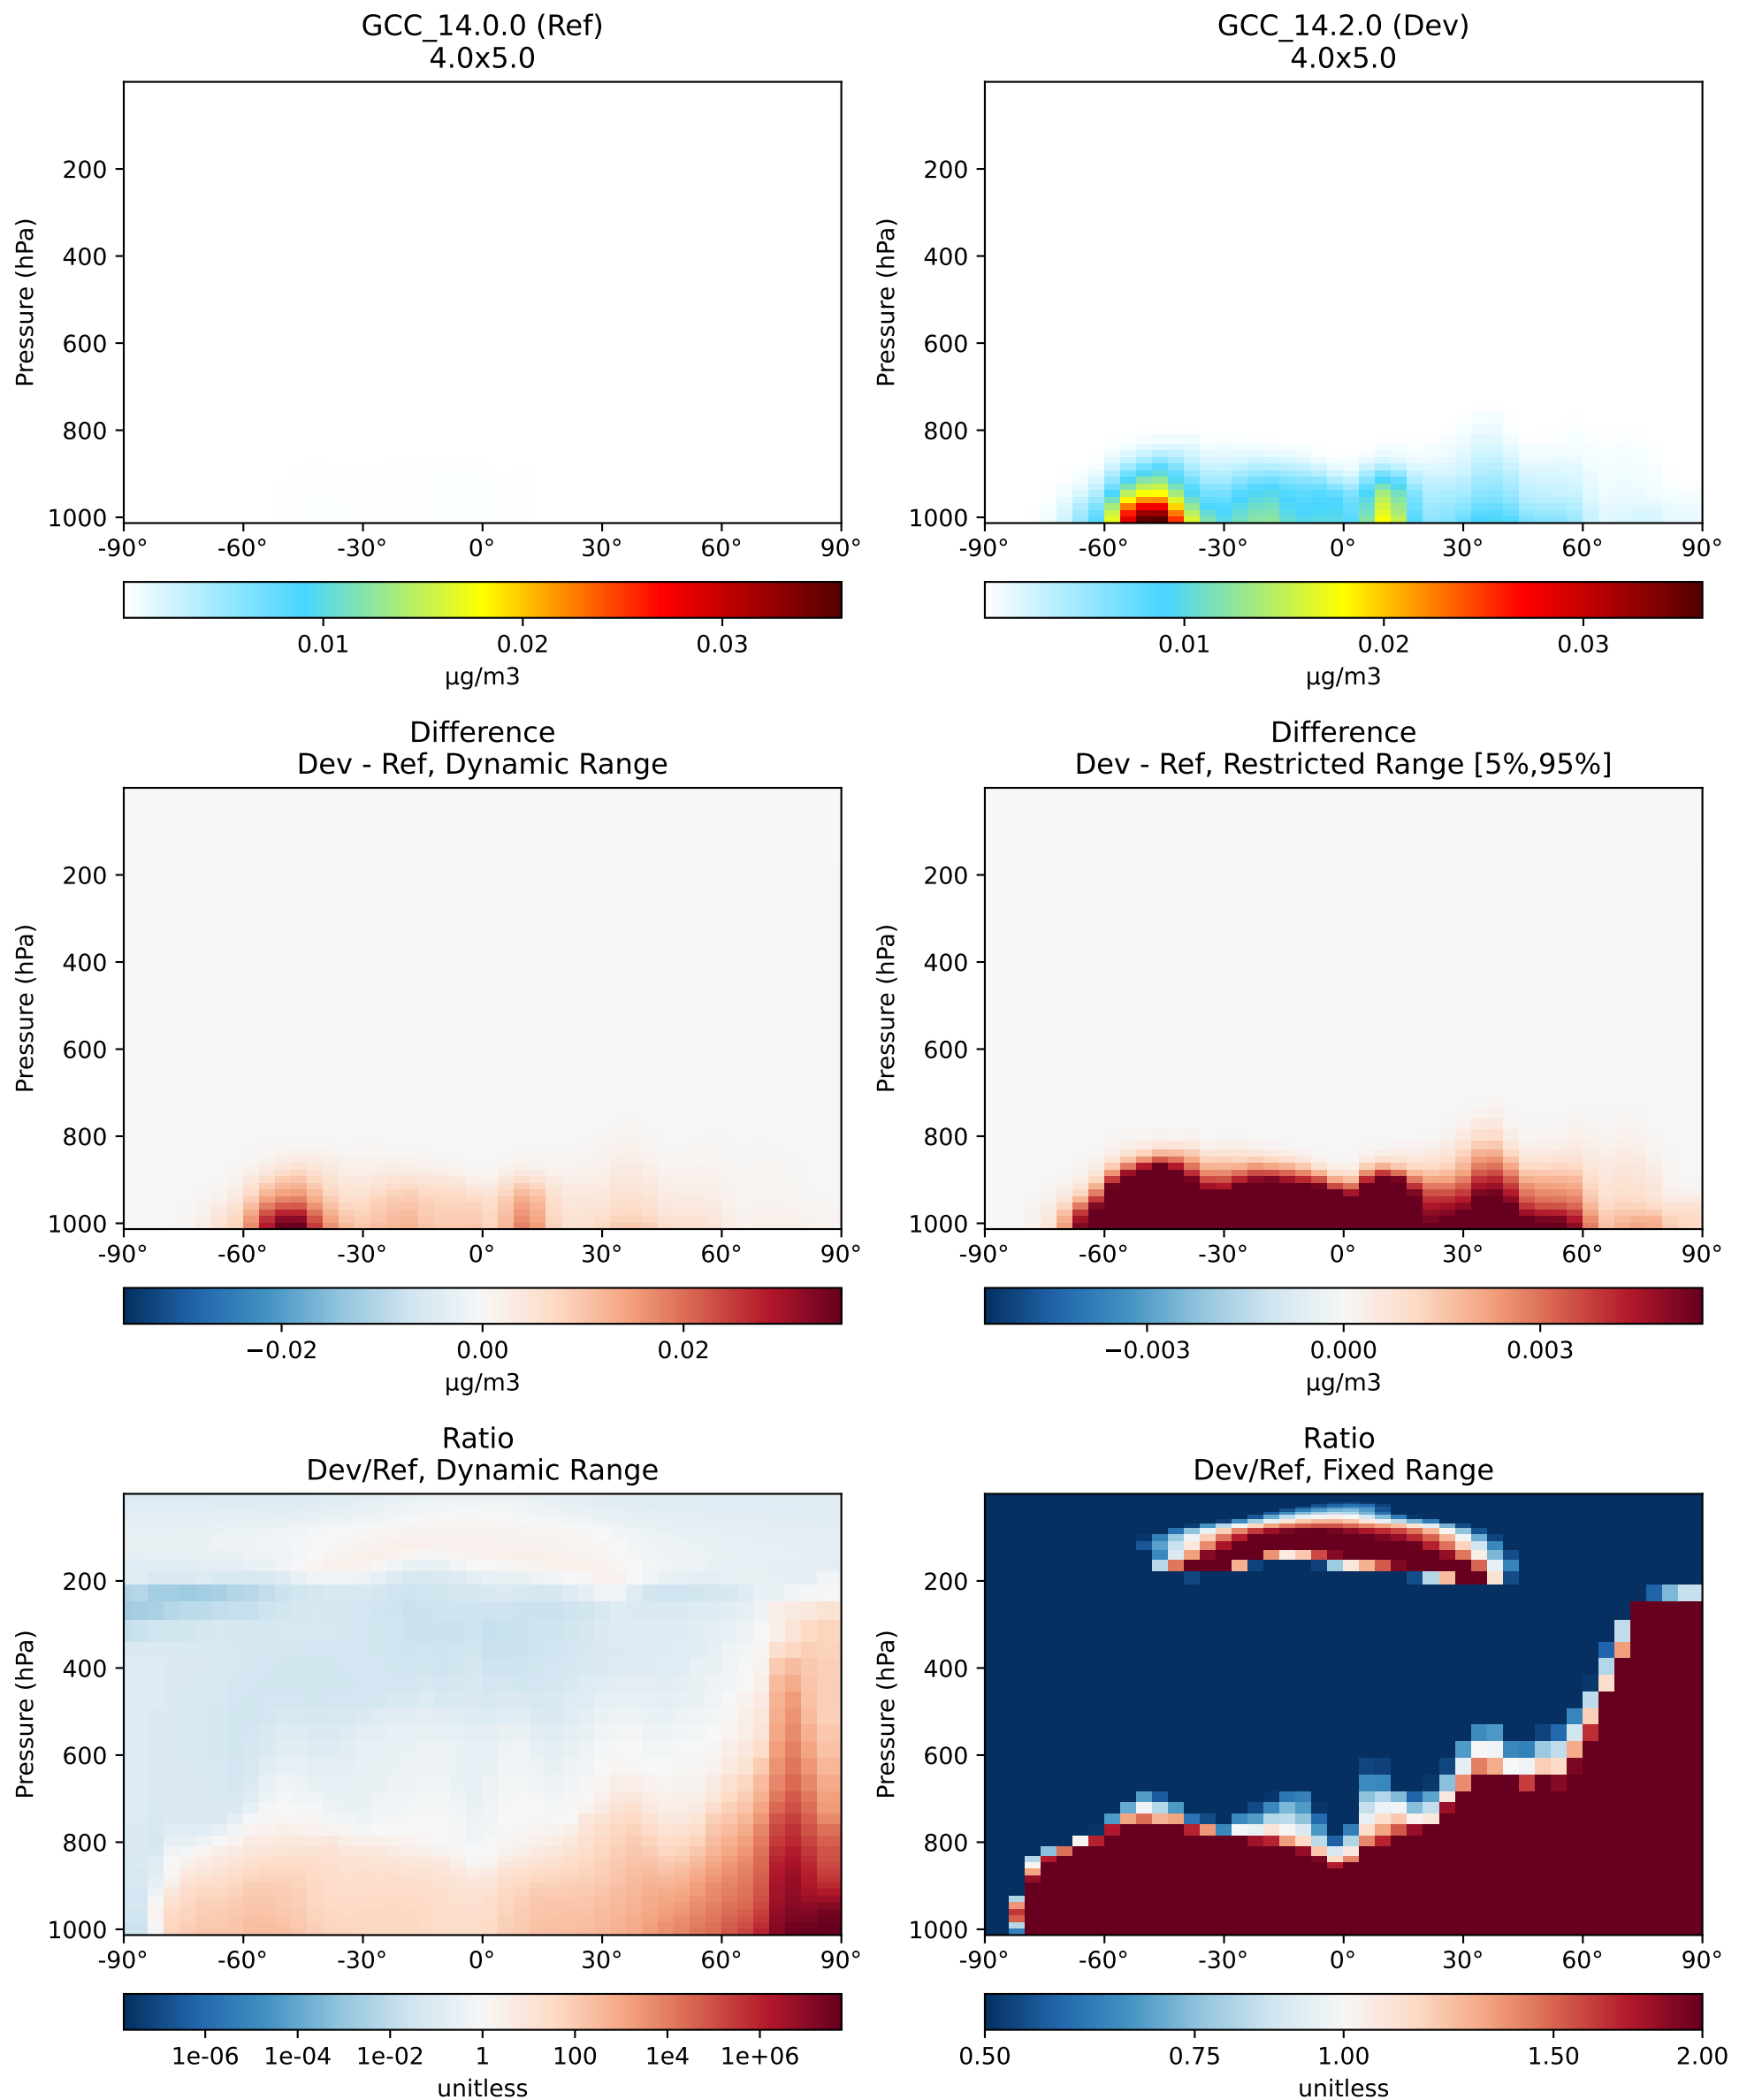 GCC_14.0.0 (Ref)
4.0x5.0
GCC_14.2.0 (Dev)
4.0x5.0
Pressure (hPa)
200
400
600
800
1000
-90° -60° -30° 0° 30° 60° 90°
0.01 0.02 0.03
µg/m3
Pressure (hPa)
200
400
600
800
1000
-90° -60° -30° 0° 30° 60° 90°
0.01 0.02 0.03
µg/m3
Difference
Dev - Ref, Dynamic Range
Difference
Dev - Ref, Restricted Range [5%,95%]
Pressure (hPa)
200
400
600
800
1000
-90° -60° -30° 0° 30° 60° 90°
−0.02 0.00 0.02
µg/m3
Pressure (hPa)
200
400
600
800
1000
-90° -60° -30° 0° 30° 60° 90°
−0.003 0.000 0.003
µg/m3
Ratio
Dev/Ref, Dynamic Range
Ratio
Dev/Ref, Fixed Range
Pressure (hPa)
200
400
600
800
1000
-90° -60° -30° 0° 30° 60° 90°
1e-06 1e-04 1e-02 1 100 1e4 1e+06
unitless
Pressure (hPa)
200
400
600
800
1000
-90° -60° -30° 0° 30° 60° 90°
0.50 0.75 1.00 1.50 2.00
unitless